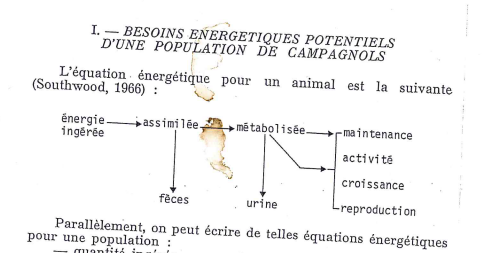 I. — BESOINS ENERGETIQUES POTENTIELS
D'UNE POPULATION DE CAMPAGNOLS
L'équation énergétique pour un animal est la suivante
(Southwood, 1966) :
énergie ingérée assimilée métabolisée maintenance
activité
croissance
fèces urine reproduction
Parallèlement, on peut écrire de telles équations énergétiques
pour une population :
— quantité